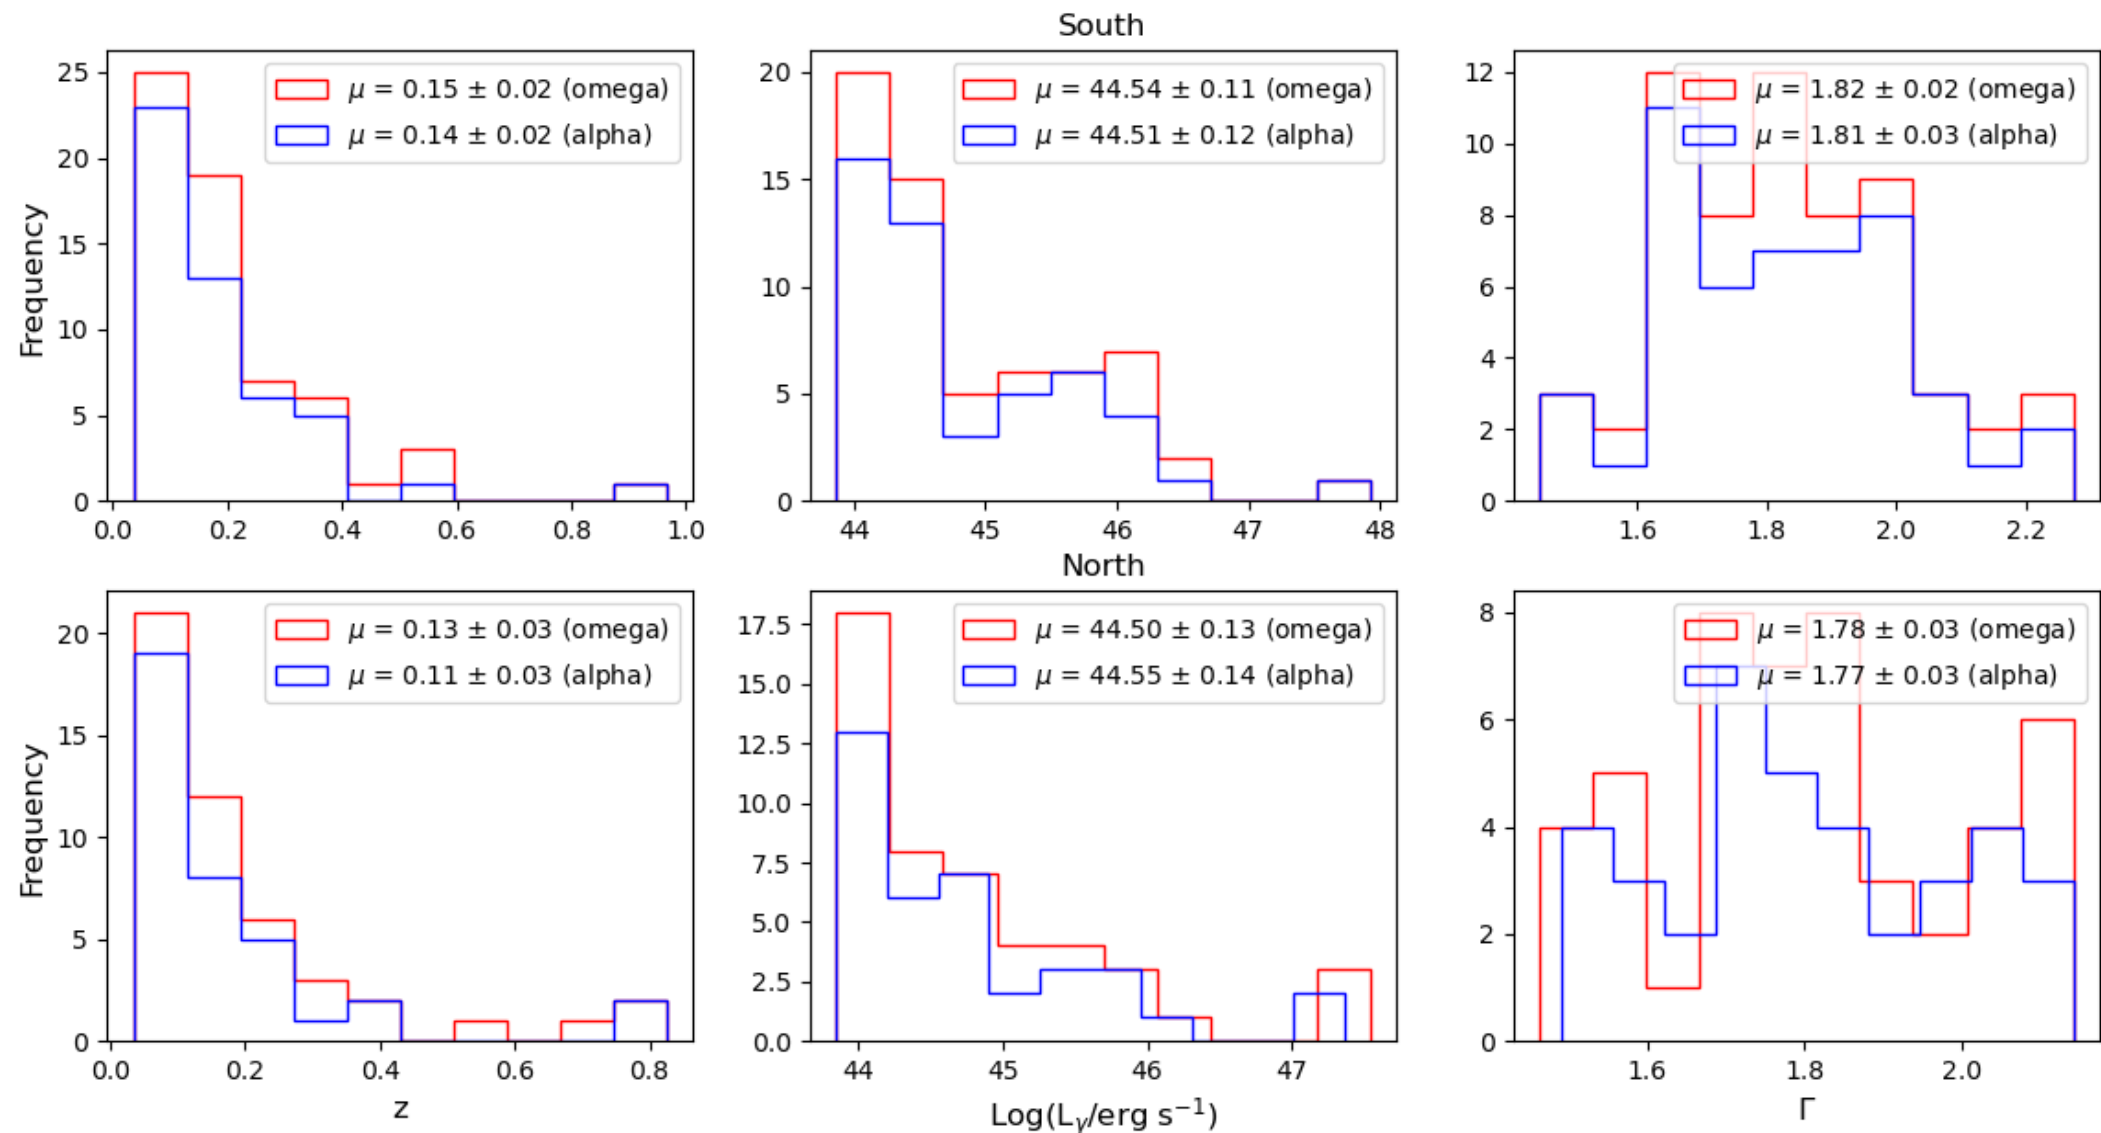 South
25
20
15
10
5
0
Frequency
μ = 0.15 ± 0.02 (omega)
μ = 0.14 ± 0.02 (alpha)
0.0 0.2 0.4 0.6 0.8 1.0
20
15
10
5
0
μ = 44.54 ± 0.11 (omega)
μ = 44.51 ± 0.12 (alpha)
44 45 46 47 48
12
10
8
6
4
2
0
μ = 1.82 ± 0.02 (omega)
μ = 1.81 ± 0.03 (alpha)
1.6 1.8 2.0 2.2
North
20
15
10
5
0
Frequency
μ = 0.13 ± 0.03 (omega)
μ = 0.11 ± 0.03 (alpha)
0.0 0.2 0.4 0.6 0.8
z
17.5
15.0
12.5
10.0
7.5
5.0
2.5
0.0
μ = 44.50 ± 0.13 (omega)
μ = 44.55 ± 0.14 (alpha)
44 45 46 47
Log(Lᵧ/erg s⁻¹)
8
6
4
2
0
μ = 1.78 ± 0.03 (omega)
μ = 1.77 ± 0.03 (alpha)
1.6 1.8 2.0
Γ